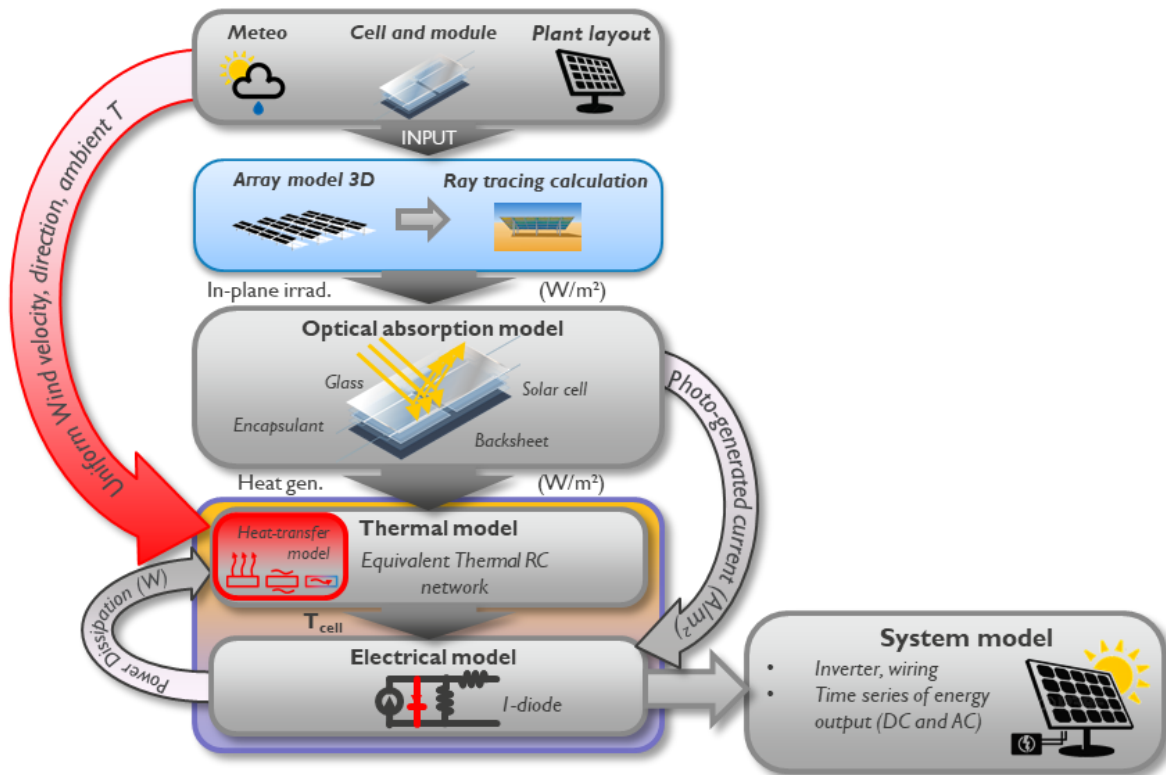 Meteo
Cell and module
Plant layout
INPUT
Uniform Wind velocity, direction, ambient T
Array model 3D
Ray tracing calculation
In-plane irrad.
(W/m²)
Optical absorption model
Glass
Solar cell
Encapsulant
Backsheet
Photo-generated current (A/m²)
Heat gen.
(W/m²)
Thermal model
Heat-transfer
model
Equivalent Thermal RC
network
Power Dissipation (W)
Tcell
Electrical model
1-diode
System model
• Inverter, wiring
• Time series of energy
output (DC and AC)